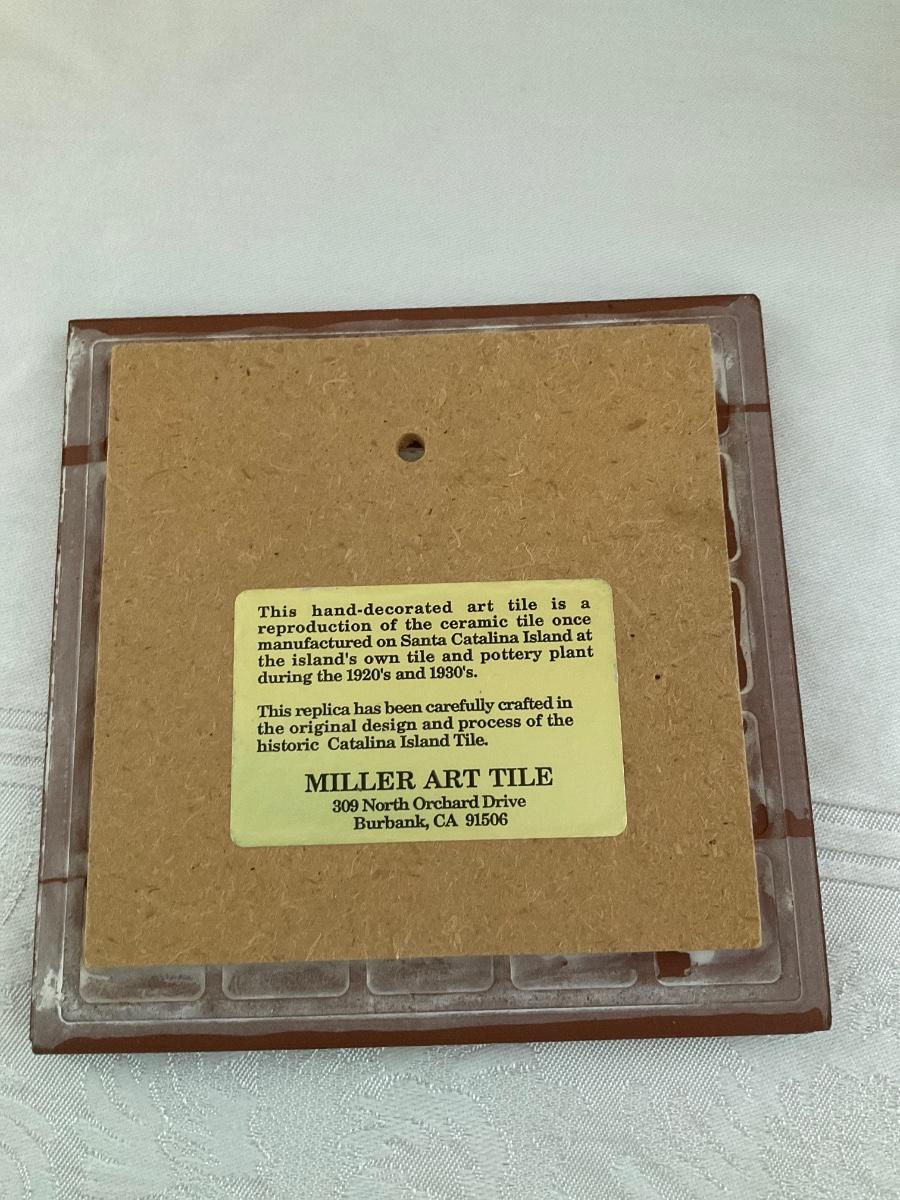 This hand-decorated art tile is a
reproduction of the ceramic tile once
manufactured on Santa Catalina Island at
the island's own tile and pottery plant
during the 1920's and 1930's.
This replica has been carefully crafted in
the original design and process of the
historic Catalina Island Tile.
MILLER ART TILE
309 North Orchard Drive
Burbank, CA 91506